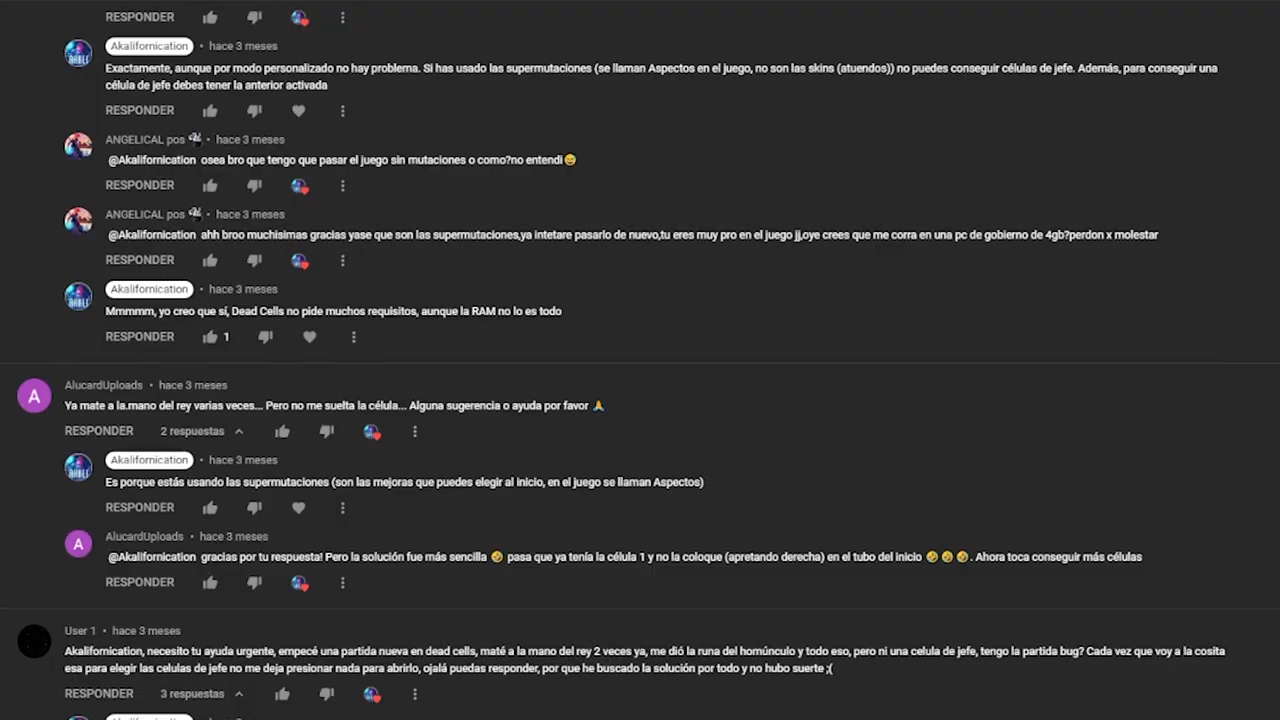 RESPONDER
Akalifornication • hace 3 meses
Exactamente, aunque por modo personalizado no hay problema. Si has usado las supermutaciones (se llaman Aspectos en el juego, no son las skins (atuendos)) no puedes conseguir células de jefe. Además, para conseguir una
célula de jefe debes tener la anterior activada
RESPONDER
ANGELICAL pos • hace 3 meses
@Akalifornication osea bro que tengo que pasar el juego sin mutaciones o como?no entendi😅
RESPONDER
ANGELICAL pos • hace 3 meses
@Akalifornication ahh broo muchisimas gracias yase que son las supermutaciones,ya intetare pasarlo de nuevo,tu eres muy pro en el juego jj,oye crees que me corra en una pc de gobierno de 4gb?perdon x molestar
RESPONDER
Akalifornication • hace 3 meses
Mmmmm, yo creo que sí, Dead Cells no pide muchos requisitos, aunque la RAM no lo es todo
RESPONDER 1
A
AlucardUploads • hace 3 meses
Ya mate a la.mano del rey varias veces... Pero no me suelta la célula... Alguna sugerencia o ayuda por favor 🙏
RESPONDER 2 respuestas
Akalifornication • hace 3 meses
Es porque estás usando las supermutaciones (son las mejoras que puedes elegir al inicio, en el juego se llaman Aspectos)
RESPONDER
A
AlucardUploads • hace 3 meses
@Akalifornication gracias por tu respuesta! Pero la solución fue más sencilla 🤣 pasa que ya tenía la célula 1 y no la coloque (apretando derecha) en el tubo del inicio 🤣🤣🤣. Ahora toca conseguir más células
RESPONDER
User 1 • hace 3 meses
Akalifornication, necesito tu ayuda urgente, empecé una partida nueva en dead cells, maté a la mano del rey 2 veces ya, me dió la runa del homúnculo y todo eso, pero ni una celula de jefe, tengo la partida bug? Cada vez que voy a la cosita
esa para elegir las celulas de jefe no me deja presionar nada para abrirlo, ojalá puedas responder, por que he buscado la solución por todo y no hubo suerte ;(
RESPONDER 3 respuestas